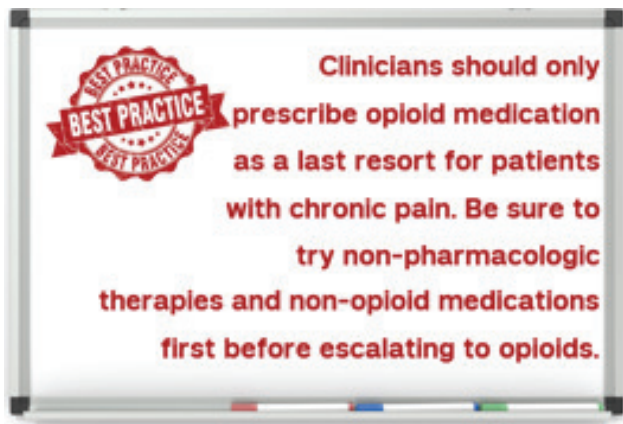 BEST PRACTICE
BEST PRACTICE
BEST PRACTICE
Clinicians should only
prescribe opioid medication
as a last resort for patients
with chronic pain. Be sure to
try non-pharmacologic
therapies and non-opioid medications
first before escalating to opioids.